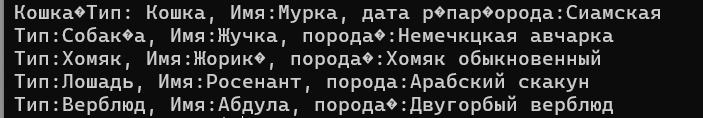 Кошка�Тип: Кошка, Имя:Мурка, дата р�пар�орода:Сиамская
Тип:Собак�а, Имя:Жучка, порода�:Немечкцкая авчарка
Тип:Хомяк, Имя:Жорик�, порода�:Хомяк обыкновенный
Тип:Лошадь, Имя:Росенант, порода:Арабский скакун
Тип:Верблюд, Имя:Абдула, порода�:Двугорбый верблюд